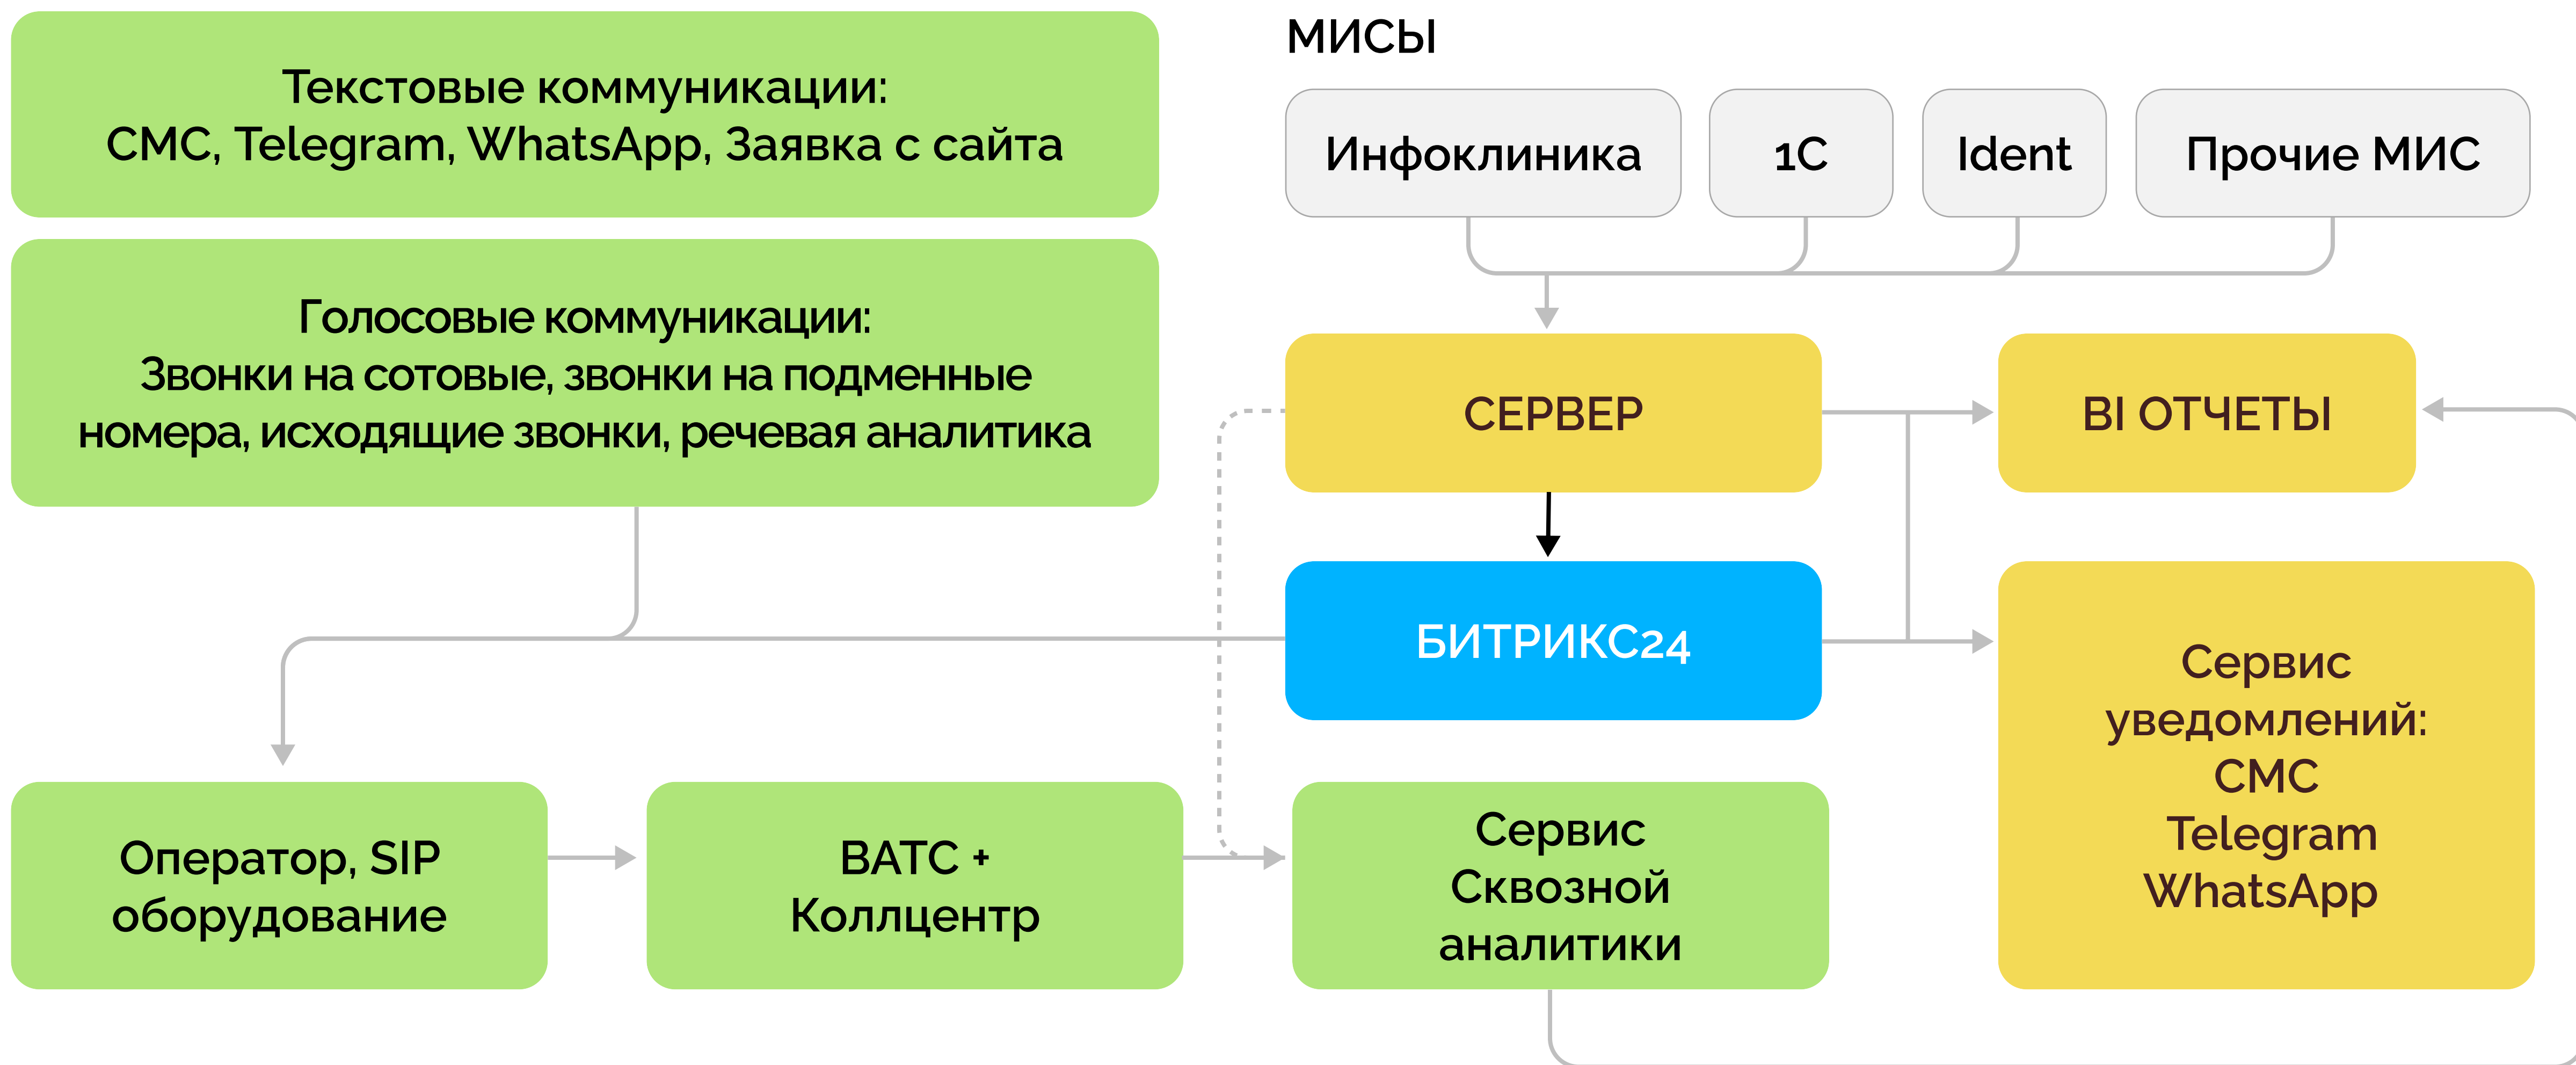 Текстовые коммуникации:
СМС, Telegram, WhatsApp, Заявка с сайта
Голосовые коммуникации:
Звонки на сотовые, звонки на подменные
номера, исходящие звонки, речевая аналитика
МИСЫ
Инфоклиника
1С
Ident
Прочие МИС
СЕРВЕР
BI ОТЧЕТЫ
БИТРИКС24
Сервис
уведомлений:
СМС
Telegram
WhatsApp
Оператор, SIP
оборудование
ВАТС +
Коллцентр
Сервис
Сквозной
аналитики